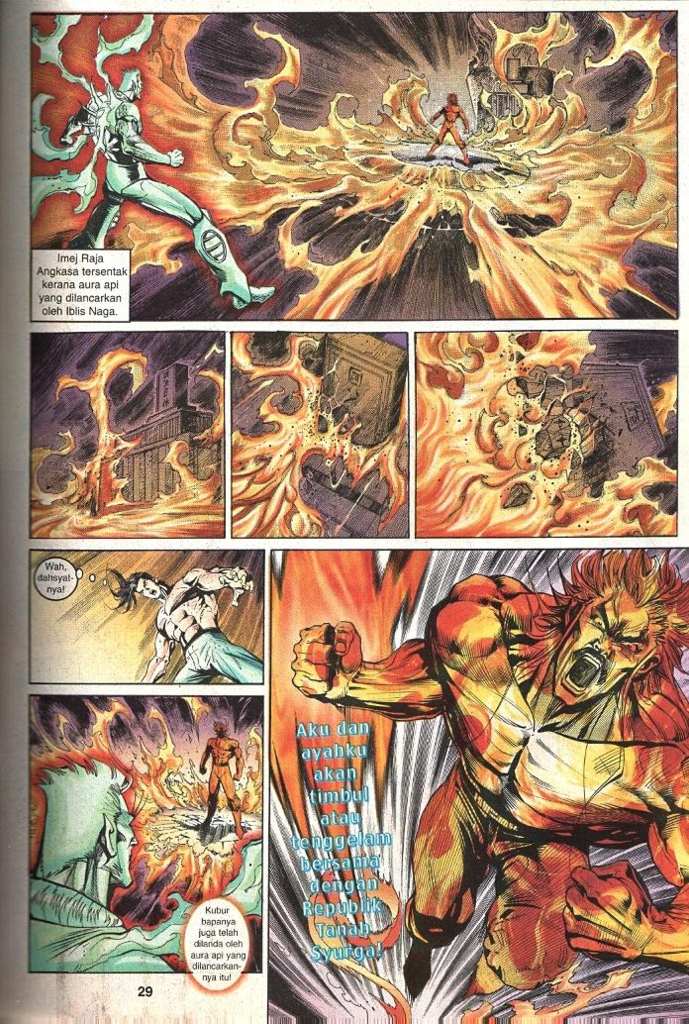 Imej Raja
Angkasa tersentak
kerana aura api
yang dilancarkan
oleh Iblis Naga.
Wah,
dahsyat-
nya!
Aku dan
ayahku
akan
timbul
atau
tenggelam
bersama
dengan
Republik
Tanah
Syurga!
Kubur
bapanya
juga telah
dilarida oleh
aura api yang
dilancarkan-
nya itu!
29